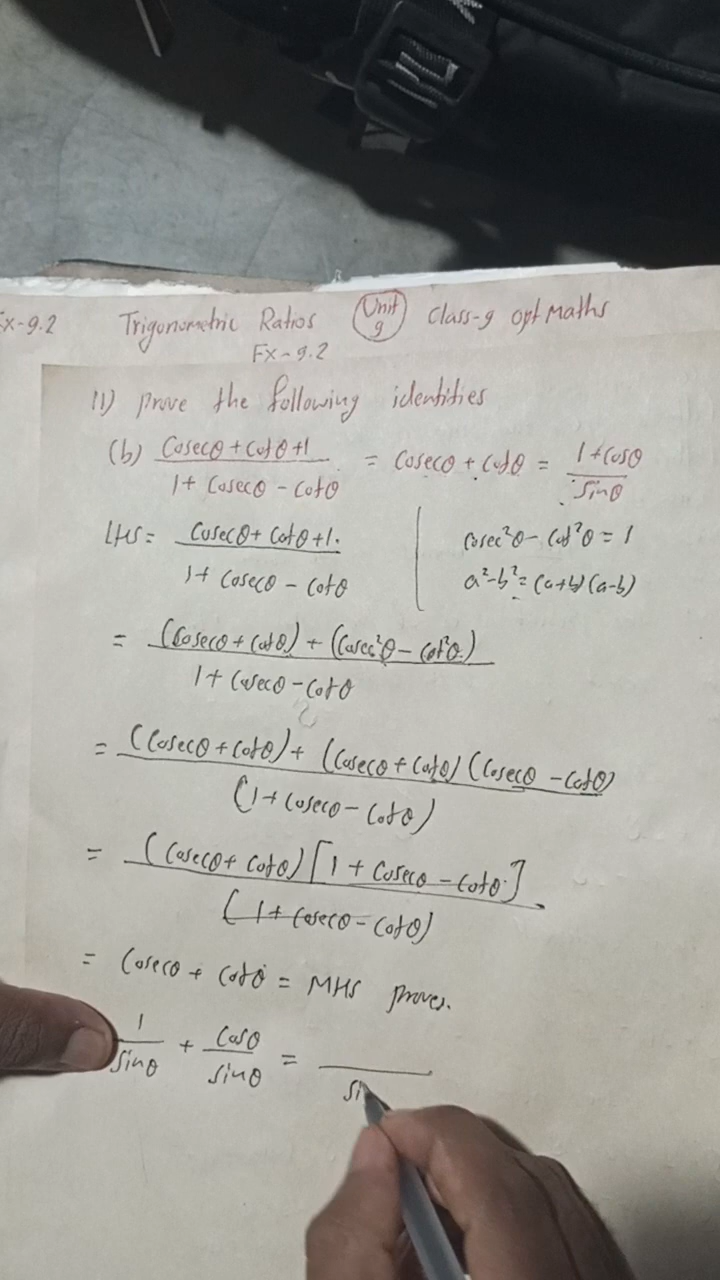 Ex-9.2 Trigonometric Ratios Unit 9 Class-9 opt Maths
Ex-9.2
11) prove the following identities
(b) (Cosecθ + Cotθ + 1)/(1 + Cosecθ - Cotθ) = Cosecθ + Cotθ = (1 + Cosθ)/Sinθ
LHS = (Cosecθ + Cotθ + 1.)/(1 + Cosecθ - Cotθ)
Cosec²θ - Cot²θ = 1
a²-b² = (a+b)(a-b)
= ((Cosecθ + Cotθ) + (Cosec²θ - Cot²θ))/(1 + Cosecθ - Cotθ)
= ((Cosecθ + Cotθ) + (Cosecθ + Cotθ)(Cosecθ - Cotθ))/(1 + Cosecθ - Cotθ)
= (Cosecθ + Cotθ)[1 + Cosecθ - Cotθ]/(1 + Cosecθ - Cotθ)
= Cosecθ + Cotθ = MHS proves.
1/Sinθ + Cosθ/Sinθ = /Si